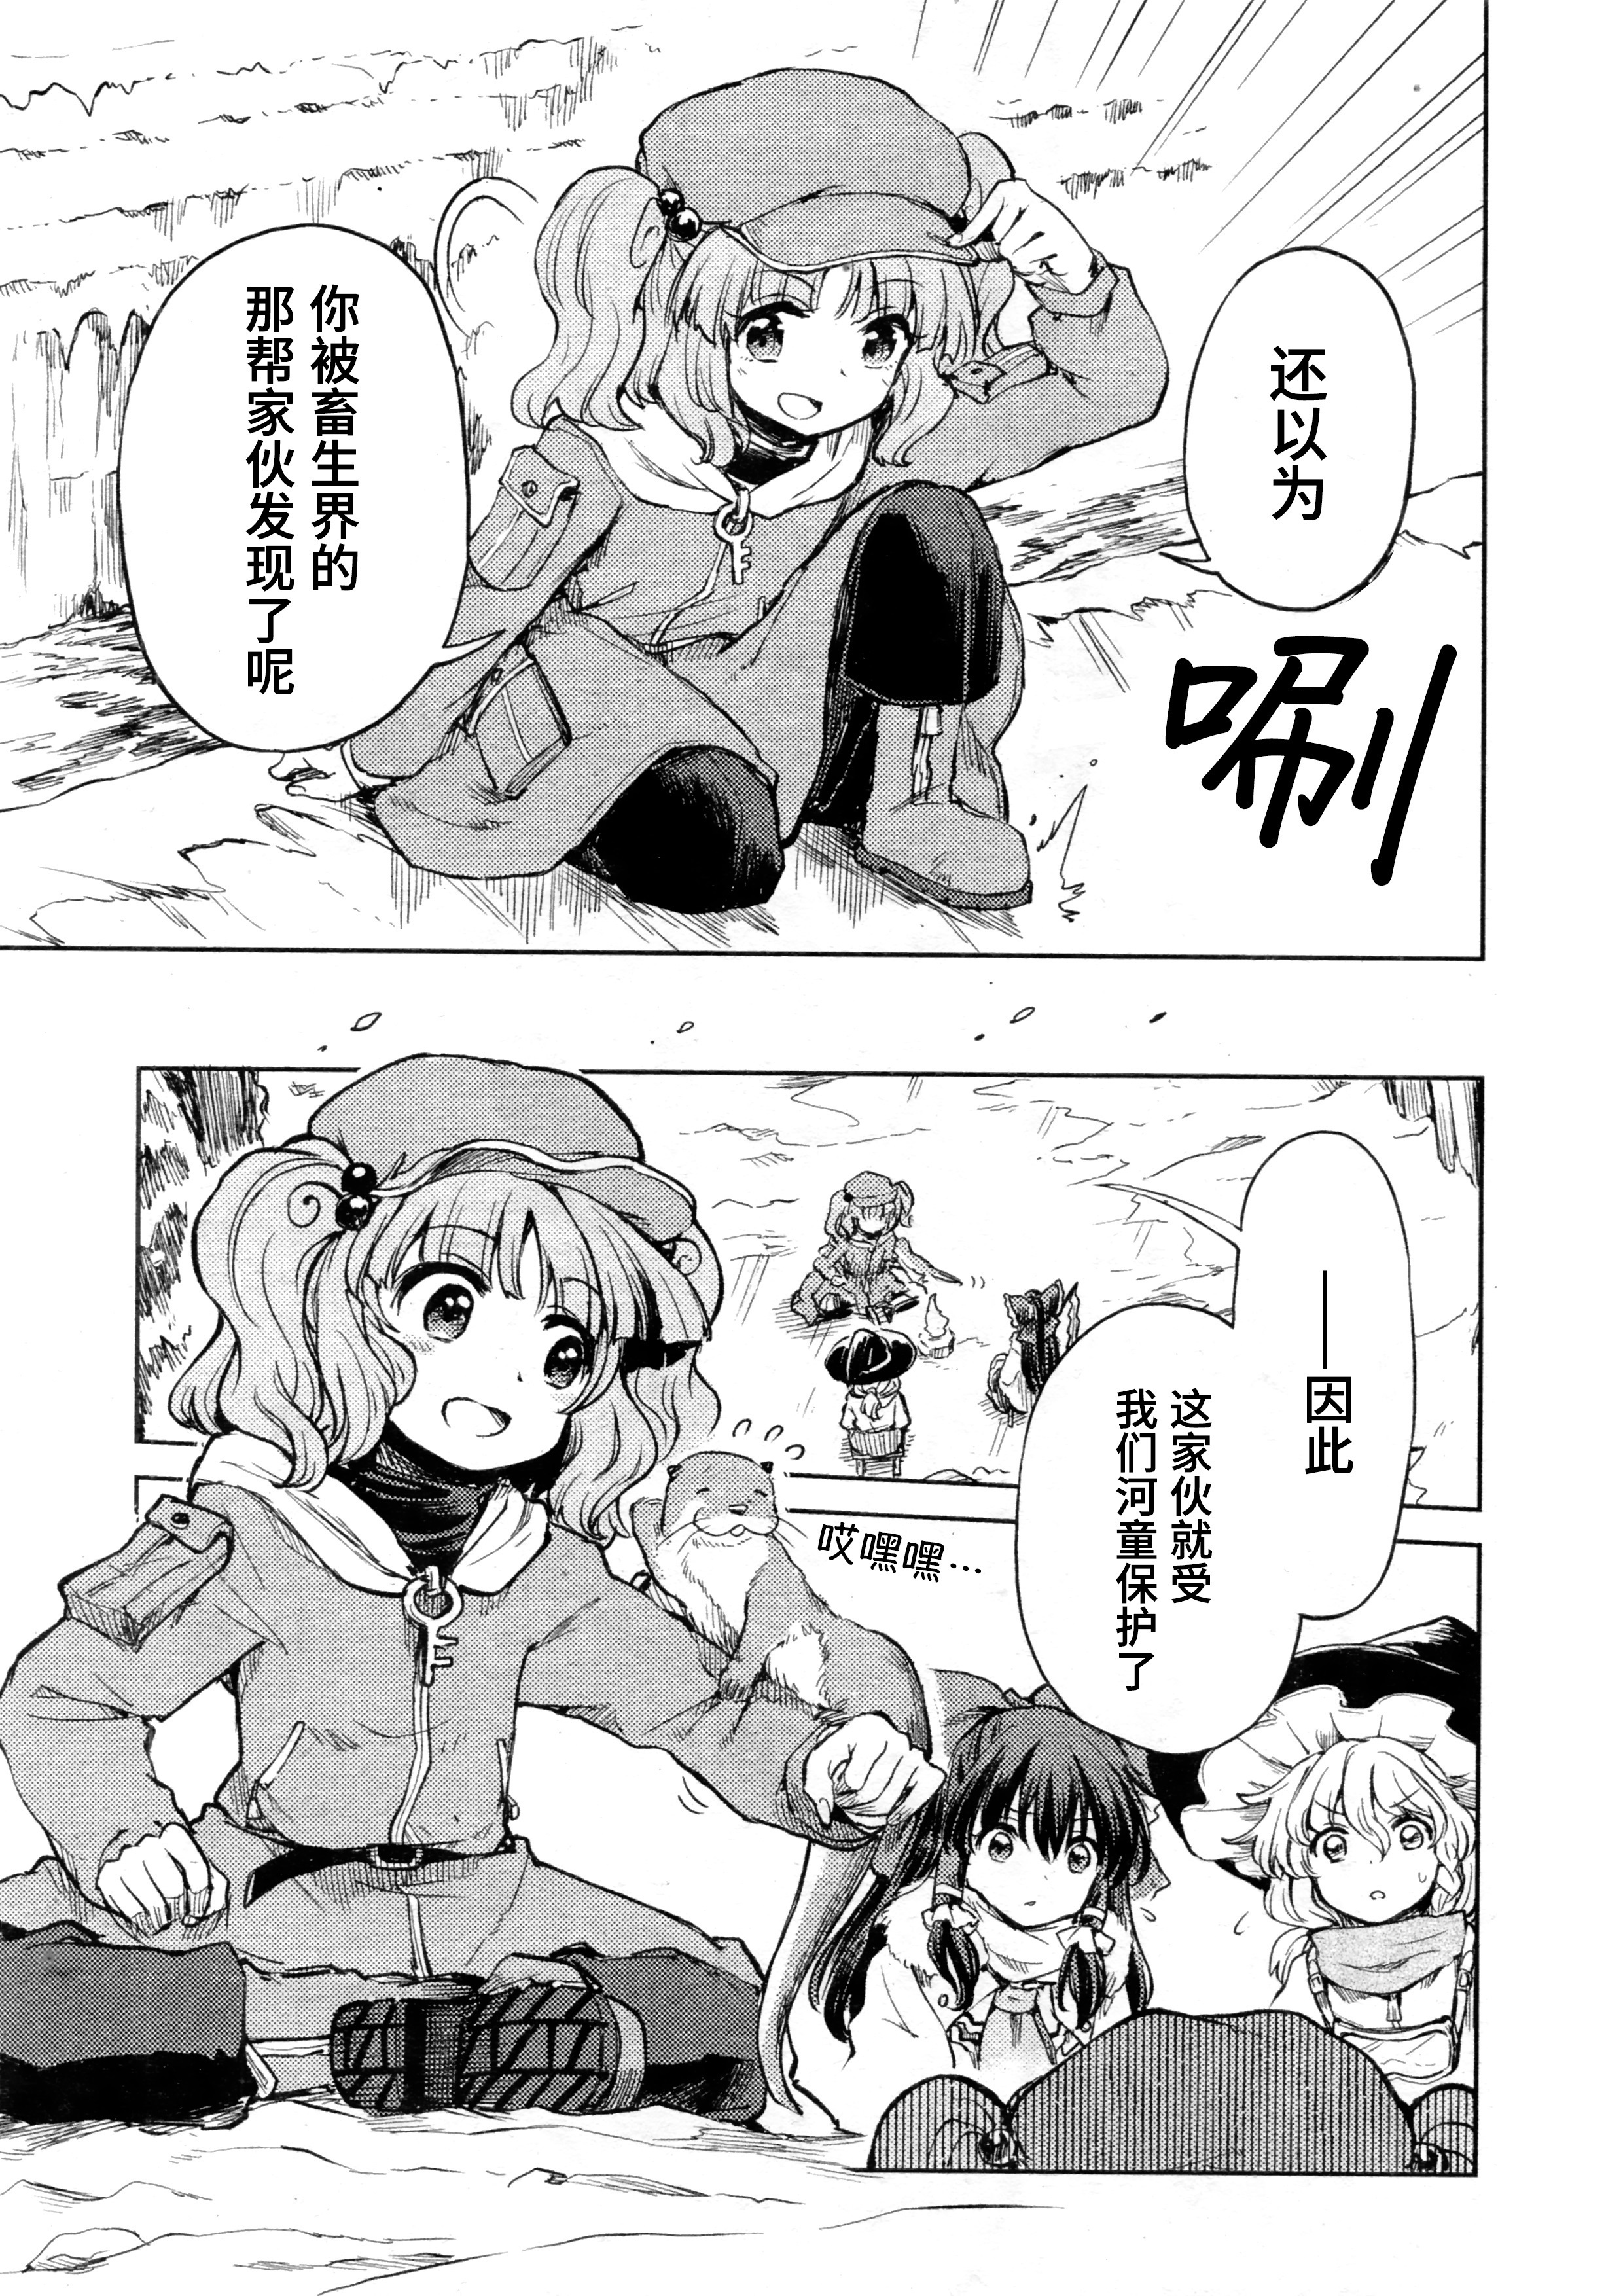 还以为
唰
你被畜生界的
那帮家伙发现了呢
——因此
这家伙就受
我们河童保护了
哎嘿嘿…